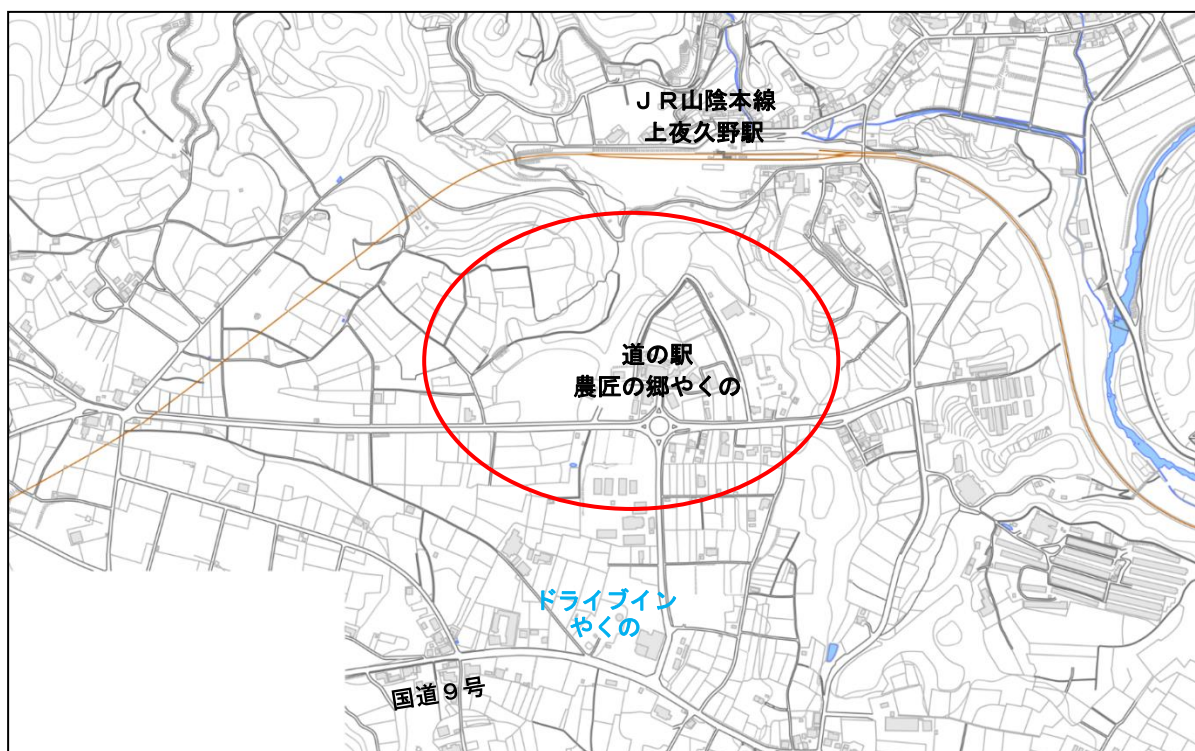 ＪＲ山陰本線
上夜久野駅
道の駅
農匠の郷やくの
ドライブイン
やくの
国道９号